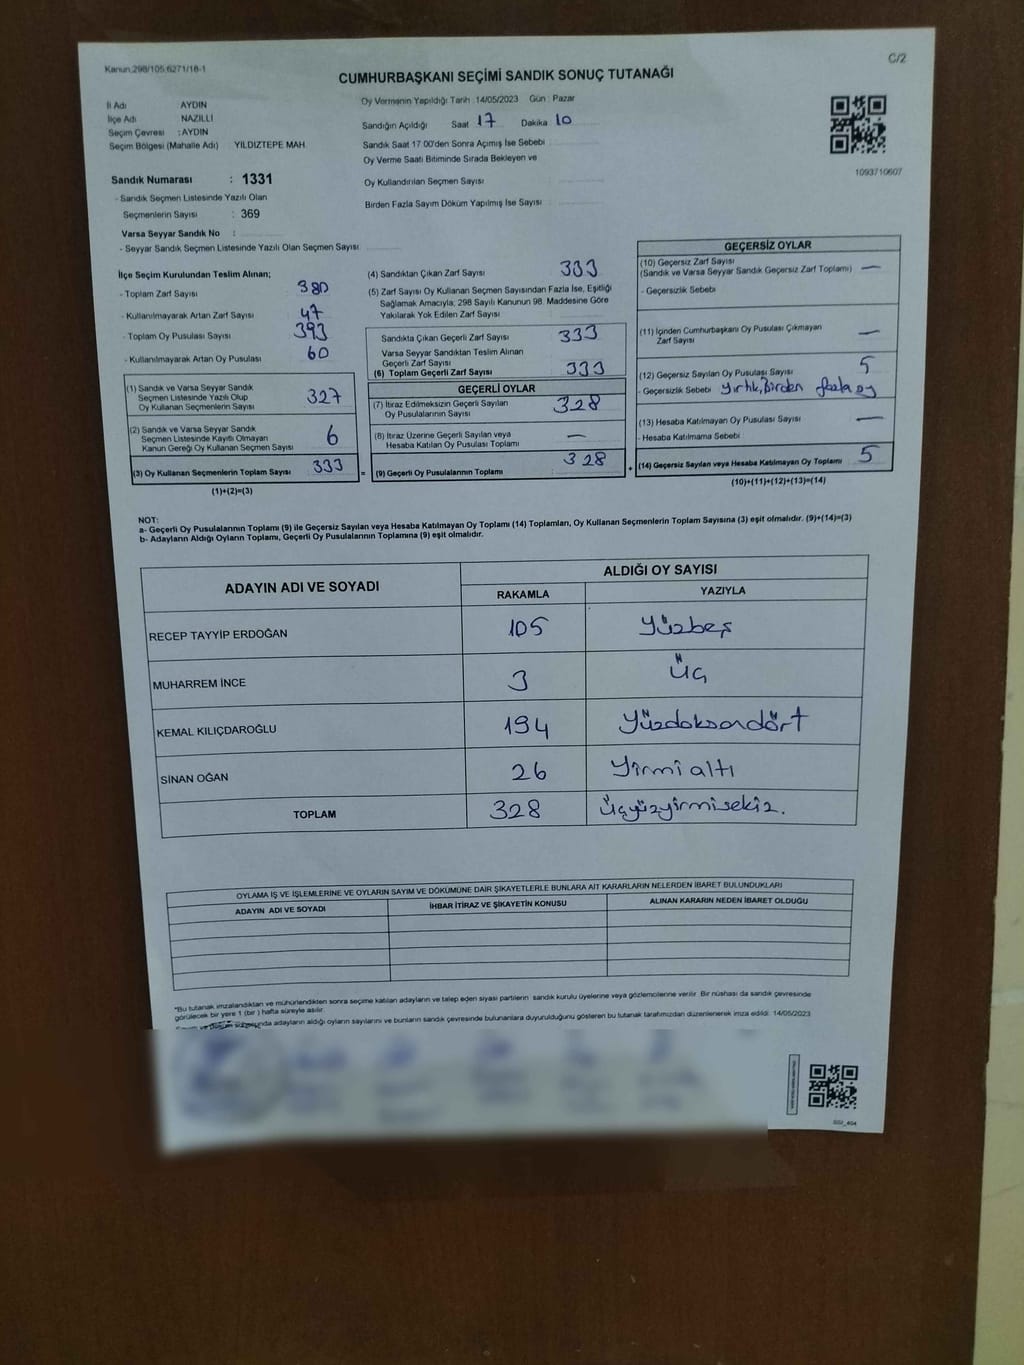 Kanun:298/105;6271/18-1
C/2
CUMHURBAŞKANI SEÇİMİ SANDIK SONUÇ TUTANAĞI
İl Adı AYDIN
İlçe Adı NAZİLLİ
Seçim Çevresi : AYDIN
Seçim Bölgesi (Mahalle Adı) YILDIZTEPE MAH.
Sandık Numarası : 1331
- Sandık Seçmen Listesinde Yazılı Olan
Seçmenlerin Sayısı : 369
Varsa Seyyar Sandık No :
- Seyyar Sandık Seçmen Listesinde Yazılı Olan Seçmen Sayısı
Oy Vermenin Yapıldığı Tarih : 14/05/2023 Gün : Pazar
Sandığın Açıldığı Saat 17 Dakika 10
Sandık Saat 17.00'den Sonra Açımış İse Sebebi
Oy Verme Saati Bitiminde Sırada Bekleyen ve
Oy Kullandırılan Seçmen Sayısı
Birden Fazla Sayım Döküm Yapılmış İse Sayısı
1093710607
İlçe Seçim Kurulundan Teslim Alınan;
- Toplam Zarf Sayısı 380
- Kullanılmayarak Artan Zarf Sayısı 47
- Toplam Oy Pusulası Sayısı 393
- Kullanılmayarak Artan Oy Pusulası 60
(1) Sandık ve Varsa Seyyar Sandık
Seçmen Listesinde Yazılı Olup
Oy Kullanan Seçmenlerin Sayısı 327
(2) Sandık ve Varsa Seyyar Sandık
Seçmen Listesinde Kayıtlı Olmayan
Kanun Gereği Oy Kullanan Seçmen Sayısı 6
(3) Oy Kullanan Seçmenlerin Toplam Sayısı 333 =
(1)+(2)=(3)
(4) Sandıktan Çıkan Zarf Sayısı 333
(5) Zarf Sayısı Oy Kullanan Seçmen Sayısından Fazla İse, Eşitliği
Sağlamak Amacıyla; 298 Sayılı Kanunun 98. Maddesine Göre
Yakılarak Yok Edilen Zarf Sayısı
Sandıkta Çıkan Geçerli Zarf Sayısı 333
Varsa Seyyar Sandıktan Teslim Alınan
Geçerli Zarf Sayısı
(6) Toplam Geçerli Zarf Sayısı 333
GEÇERLİ OYLAR
(7) İtiraz Edilmeksizin Geçerli Sayılan
Oy Pusulalarının Sayısı 328
(8) İtiraz Üzerine Geçerli Sayılan veya
Hesaba Katılan Oy Pusulası Toplamı —
(9) Geçerli Oy Pusulalarının Toplamı 328 +
GEÇERSİZ OYLAR
(10) Geçersiz Zarf Sayısı
(Sandık ve Varsa Seyyar Sandık Geçersiz Zarf Toplamı) —
- Geçersizlik Sebebi
(11) İçinden Cumhurbaşkanı Oy Pusulası Çıkmayan
Zarf Sayısı —
(12) Geçersiz Sayılan Oy Pusulası Sayısı 5
- Geçersizlik Sebebi Yırtık, Birden fazla oy
(13) Hesaba Katılmayan Oy Pusulası Sayısı —
- Hesaba Katılmama Sebebi
(14) Geçersiz Sayılan veya Hesaba Katılmayan Oy Toplamı 5
(10)+(11)+(12)+(13)=(14)
NOT:
a- Geçerli Oy Pusulalarının Toplamı (9) ile Geçersiz Sayılan veya Hesaba Katılmayan Oy Toplamı (14) Toplamları, Oy Kullanan Seçmenlerin Toplam Sayısına (3) eşit olmalıdır. (9)+(14)=(3)
b- Adayların Aldığı Oyların Toplamı, Geçerli Oy Pusulalarının Toplamına (9) eşit olmalıdır.
ADAYIN ADI VE SOYADI ALDIĞI OY SAYISI
RAKAMLA YAZIYLA
RECEP TAYYİP ERDOĞAN 105 Yüzbeş
MUHARREM İNCE 3 Üç
KEMAL KILIÇDAROĞLU 194 Yüzdoksandört
SİNAN OĞAN 26 Yirmi altı
TOPLAM 328 Üçyüzyirmisekiz.
OYLAMA İŞ VE İŞLEMLERİNE VE OYLARIN SAYIM VE DÖKÜMÜNE DAİR ŞİKAYETLERLE BUNLARA AİT KARARLARIN NELERDEN İBARET BULUNDUKLARI
ADAYIN ADI VE SOYADI İHBAR İTİRAZ VE ŞİKAYETİN KONUSU ALINAN KARARIN NEDEN İBARET OLDUĞU
*Bu tutanak imzalandıktan ve mühürlendikten sonra seçime katılan adayların ve talep eden siyasi partilerin sandık kurulu üyelerine veya gözlemcilerine verilir. Bir nüshası da sandık çevresinde
görülecek bir yere 1 (bir ) hafta süreyle asılır.
adayların aldığı oyların sayılarını ve bunların sandık çevresinde bulunanlara duyurulduğunu gösteren bu tutanak tarafımızdan düzenlenerek imza edildi. 14/05/2023